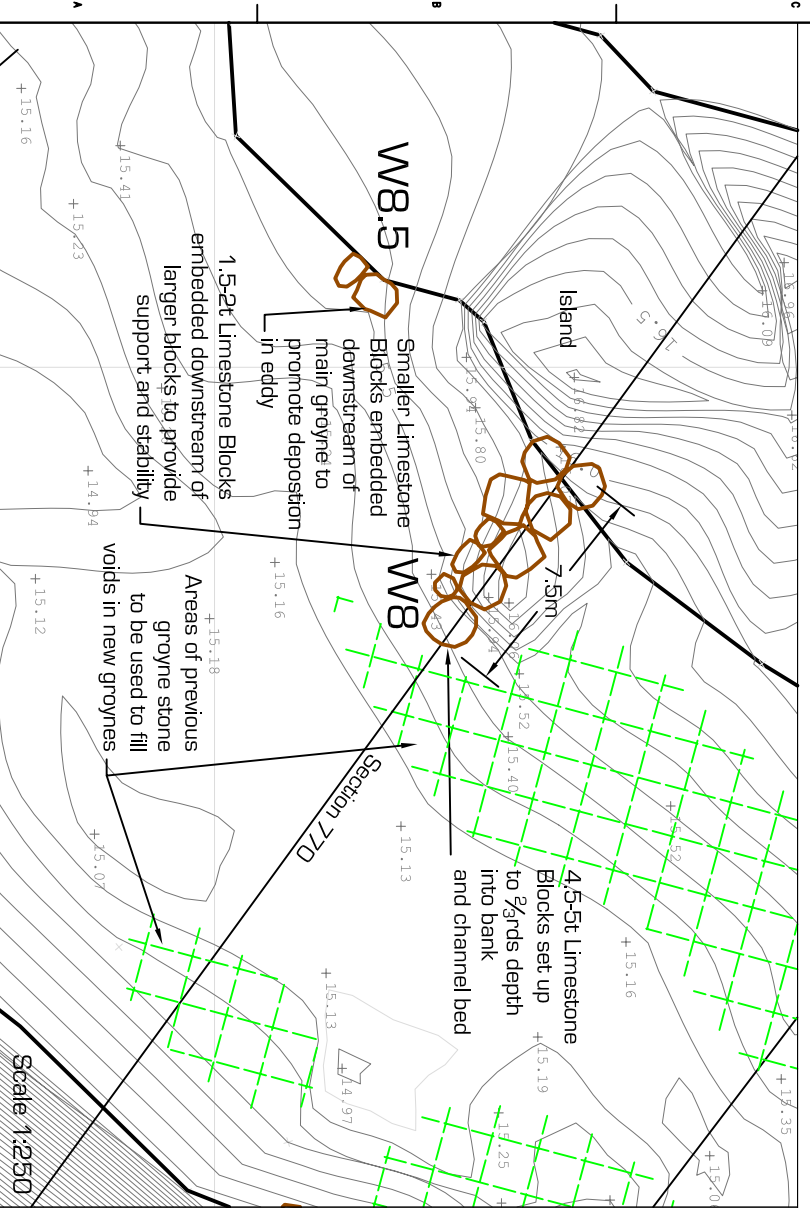 A
B
C
W8.5
Island
16.5
Smaller Limestone
Blocks embedded
downstream of
main groyne to
promote depostion
in eddy
1.5-2t Limestone Blocks
embedded downstream of
larger blocks to provide
support and stability
W8
7.5m
Areas of previous
groyne stone
to be used to fill
voids in new groynes
Section 770
4.5-5t Limestone
Blocks set up
to 2/3rds depth
into bank
and channel bed
Scale 1:250
+15.16
+15.41
+15.23
+14.94
+15.12
+15.18
+15.16
+15.80
+16.09
+16.82
+15.52
+15.40
+15.52
+15.13
+15.07
+15.16
+15.13
+14.97
+15.19
+15.25
+15.35